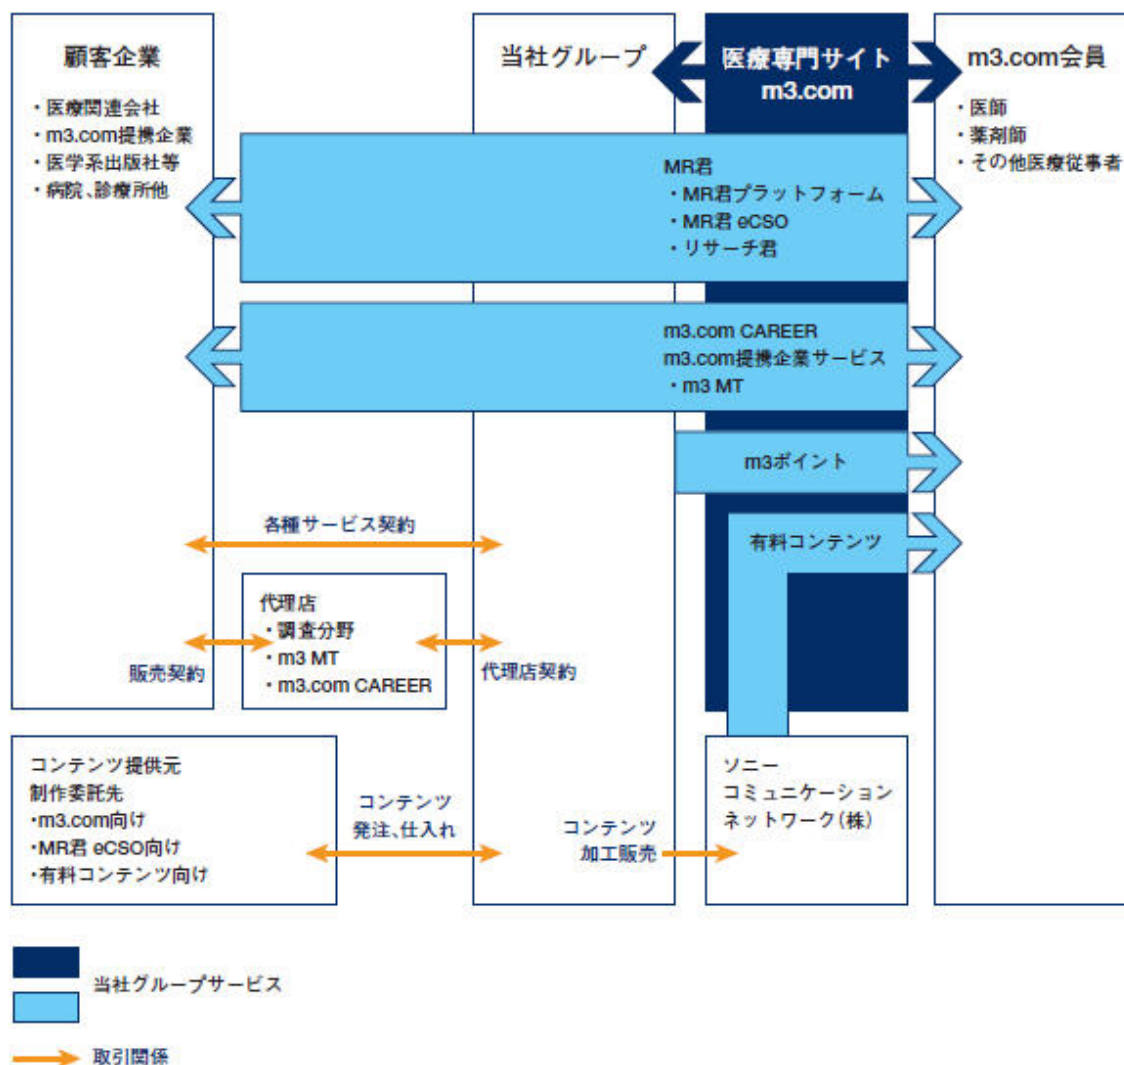 顧客企業
・医療関連会社
・m3.com提携企業
・医学系出版社等
・病院、診療所他
当社グループ
医療専門サイト
m3.com
m3.com会員
・医師
・薬剤師
・その他医療従事者
MR君
・MR君プラットフォーム
・MR君 eCSO
・リサーチ君
m3.com CAREER
m3.com提携企業サービス
・m3 MT
m3ポイント
有料コンテンツ
各種サービス契約
代理店
・調査分野
・m3 MT
・m3.com CAREER
販売契約
代理店契約
コンテンツ提供元
制作委託先
・m3.com向け
・MR君 eCSO向け
・有料コンテンツ向け
コンテンツ
発注、仕入れ
コンテンツ
加工販売
ソニー
コミュニケーション
ネットワーク（株）
当社グループサービス
取引関係